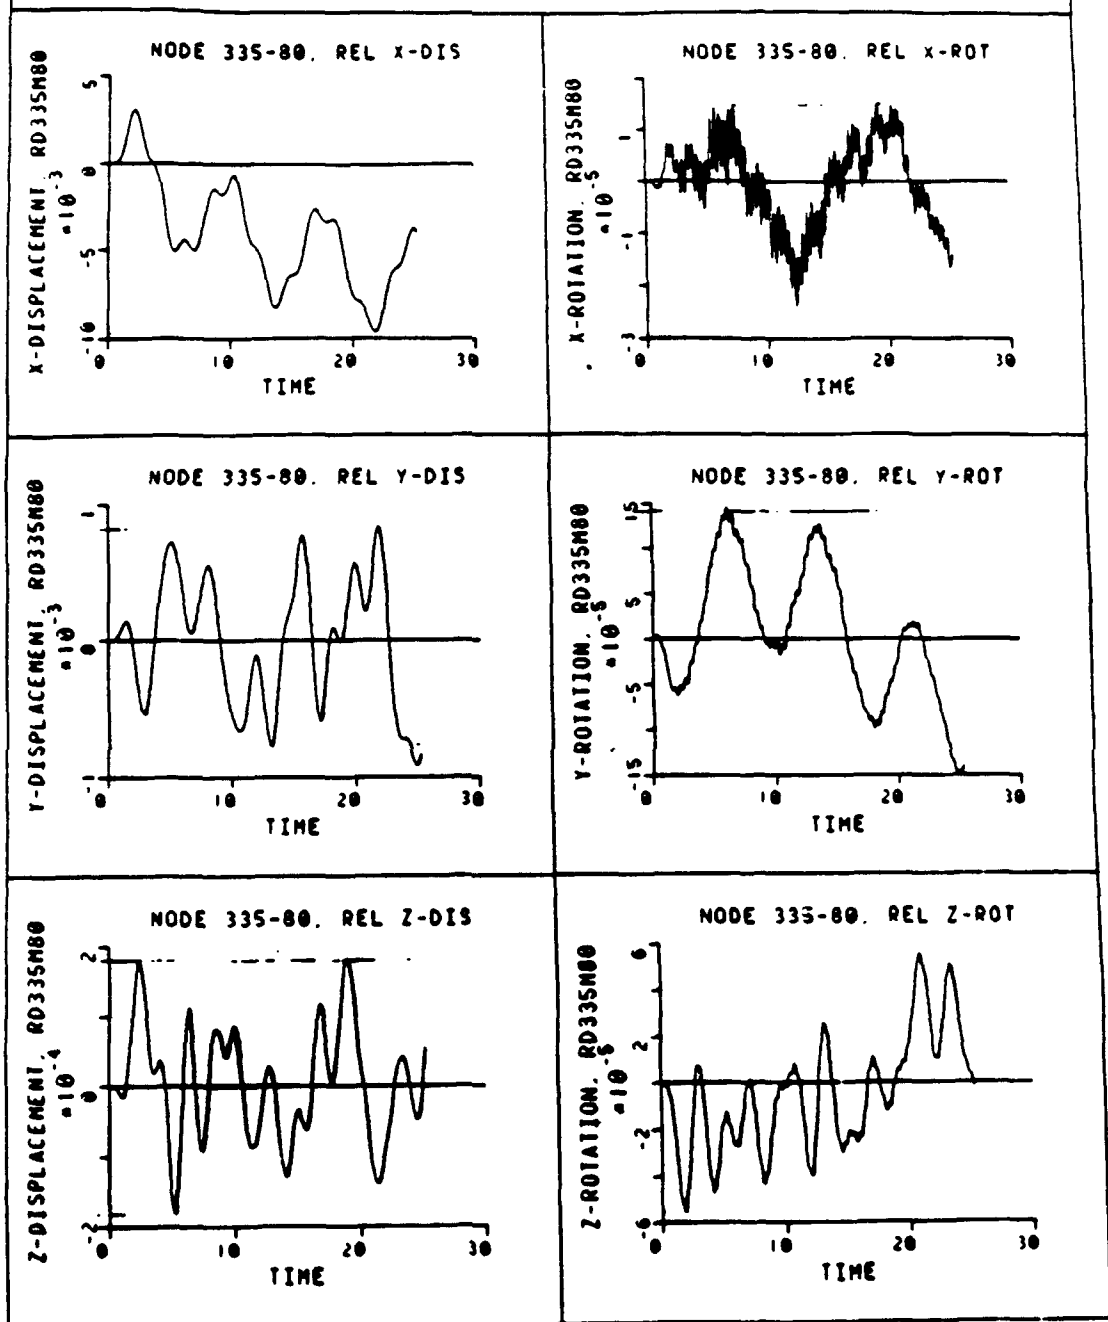 NODE 335-80. REL X-DIS
X-DISPLACEMENT, RD335M80
*10^-3
5
0
-5
-10
0 10 20 30
TIME
NODE 335-80. REL X-ROT
X-ROTATION, RD335M80
*10^-5
1
-1
-3
0 10 20 30
TIME
NODE 335-80. REL Y-DIS
Y-DISPLACEMENT, RD335M80
*10^-3
1
0
-1
0 10 20 30
TIME
NODE 335-80. REL Y-ROT
Y-ROTATION, RD335M80
*10^-5
15
5
-5
-15
0 10 20 30
TIME
NODE 335-80. REL Z-DIS
Z-DISPLACEMENT, RD335M80
*10^-4
2
0
-2
0 10 20 30
TIME
NODE 335-80. REL Z-ROT
Z-ROTATION, RD335M80
*10^-5
6
2
-2
-6
0 10 20 30
TIME